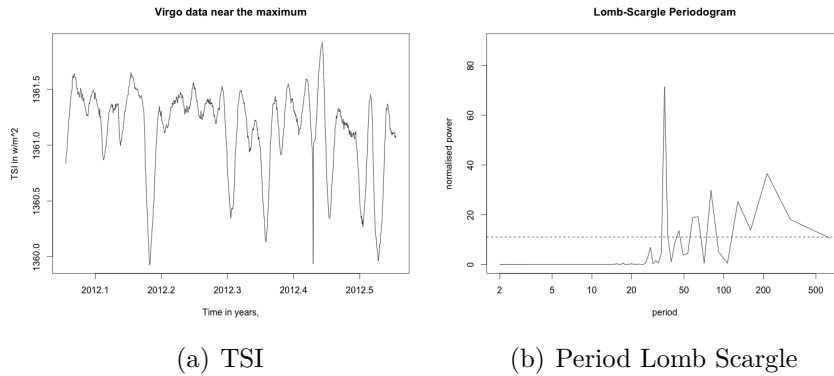 Virgo data near the maximum
TSI in w/m^2
1360.0 1360.5 1361.0 1361.5
2012.1 2012.2 2012.3 2012.4 2012.5
Time in years,
(a) TSI
Lomb-Scargle Periodogram
normalised power
0 20 40 60 80
2 5 10 20 50 100 200 500
period
(b) Period Lomb Scargle